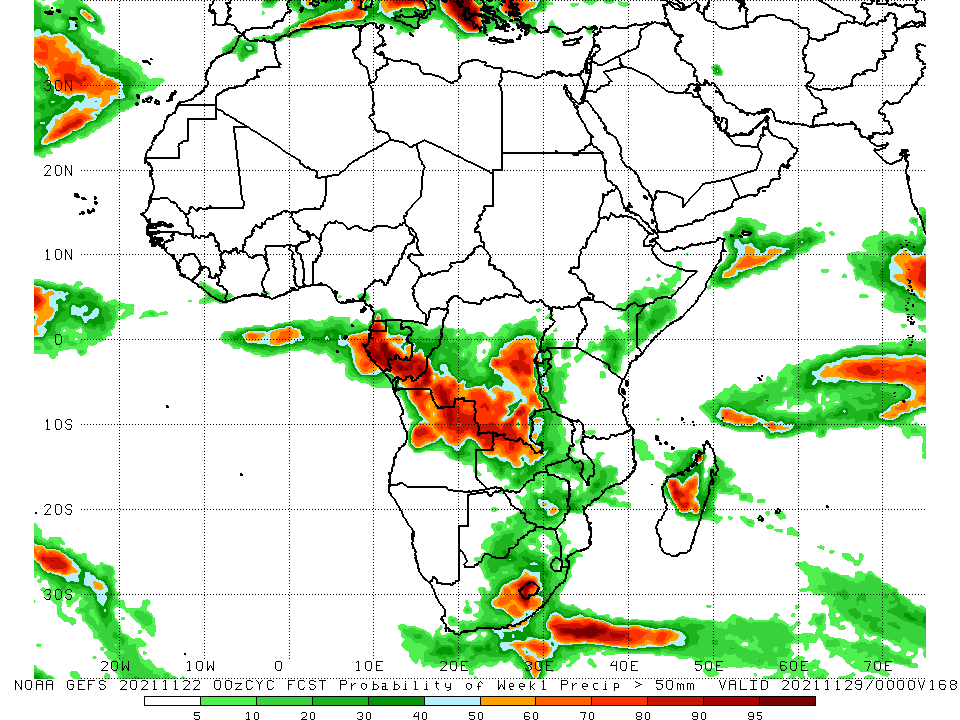 30N
20N
10N
0
10S
20S
30S
20W 10W 0 10E 20E 30E 40E 50E 60E 70E
NOAA GEFS 20211122 00zCYC FCST Probability of Week1 Precip > 50mm VALID 20211129/0000V168
5 10 20 30 40 50 60 70 80 90 95